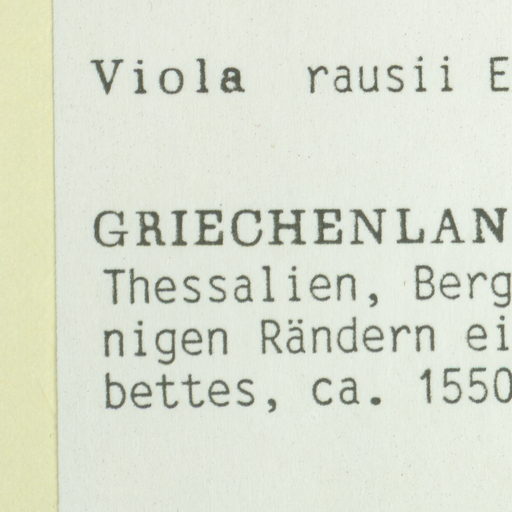 Viola rausii E
GRIECHENLAN
Thessalien, Berg
nigen Rändern ei
bettes, ca. 1550